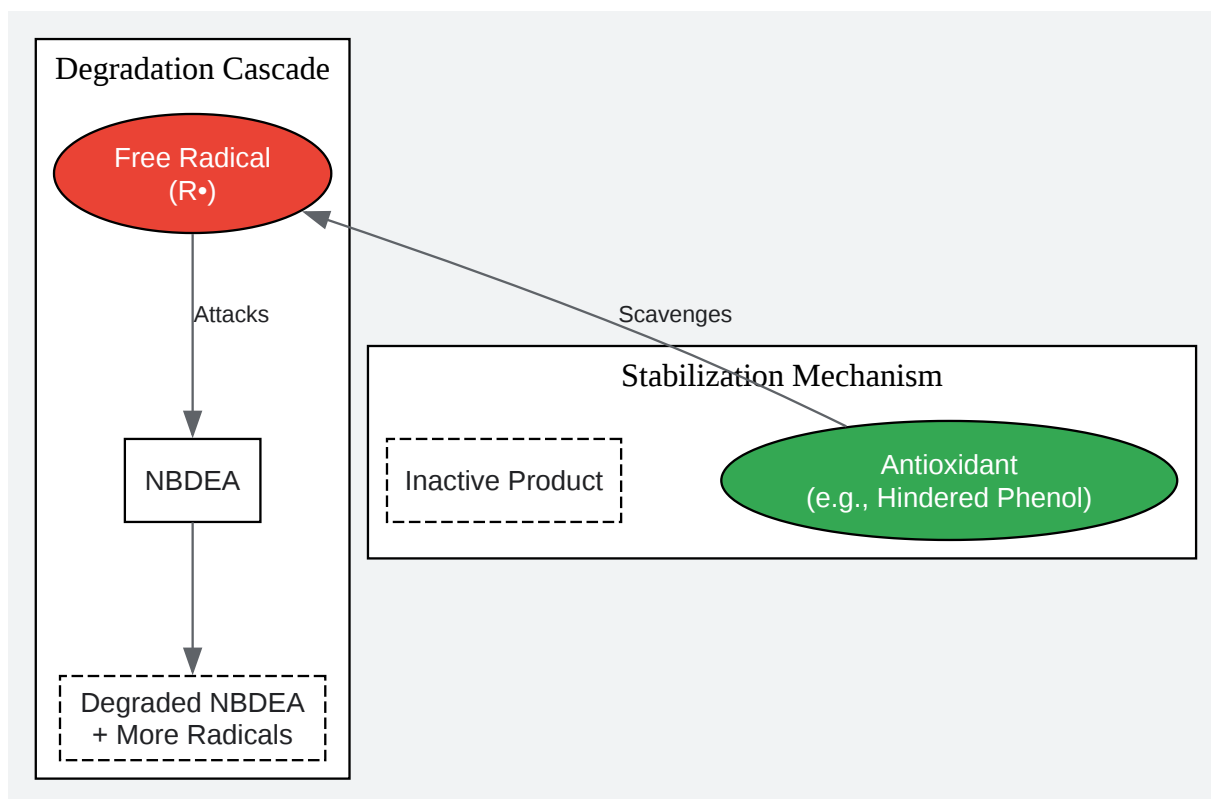 Degradation Cascade
Free Radical
(R•)
Attacks
NBDEA
Degraded NBDEA
+ More Radicals
Scavenges
Stabilization Mechanism
Inactive Product
Antioxidant
(e.g., Hindered Phenol)